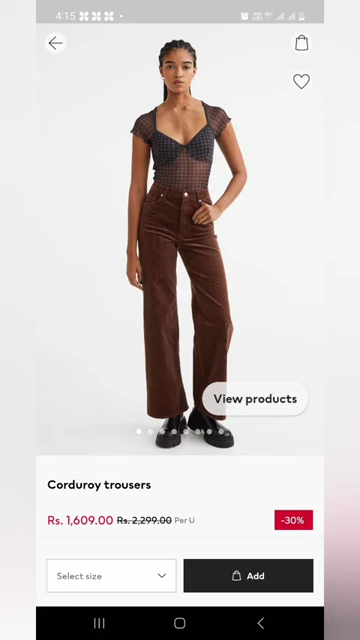 4:15
View products
Corduroy trousers
Rs. 1,609.00 Rs. 2,299.00 Per U
-30%
Select size
Add